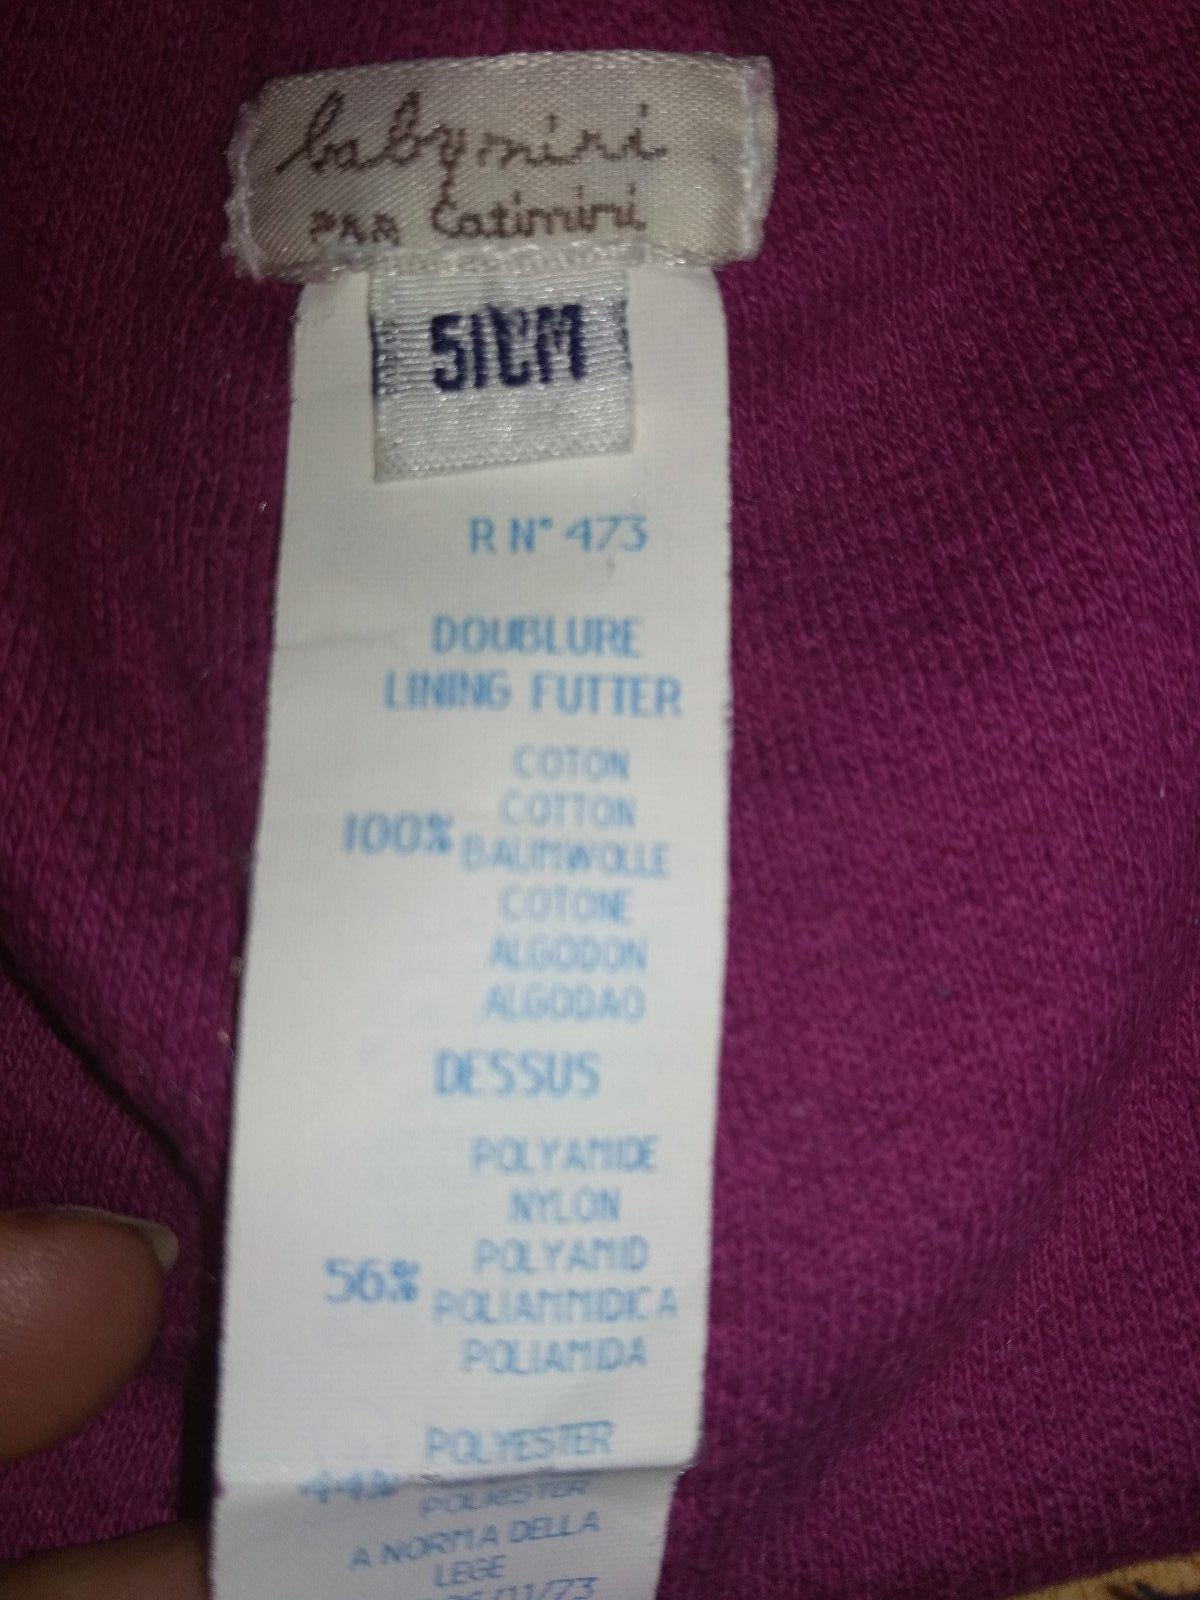 babymini
PAR Catimini
51CM
R N° 473
DOUBLURE
LINING FUTTER
COTON
COTTON
100% BAUMWOLLE
COTONE
ALGODON
ALGODAO
DESSUS
POLYAMIDE
NYLON
POLYAMID
56% POLIAMMIDICA
POLIAMIDA
POLYESTER
44%
POLIESTER
A NORMA DELLA
LEGE